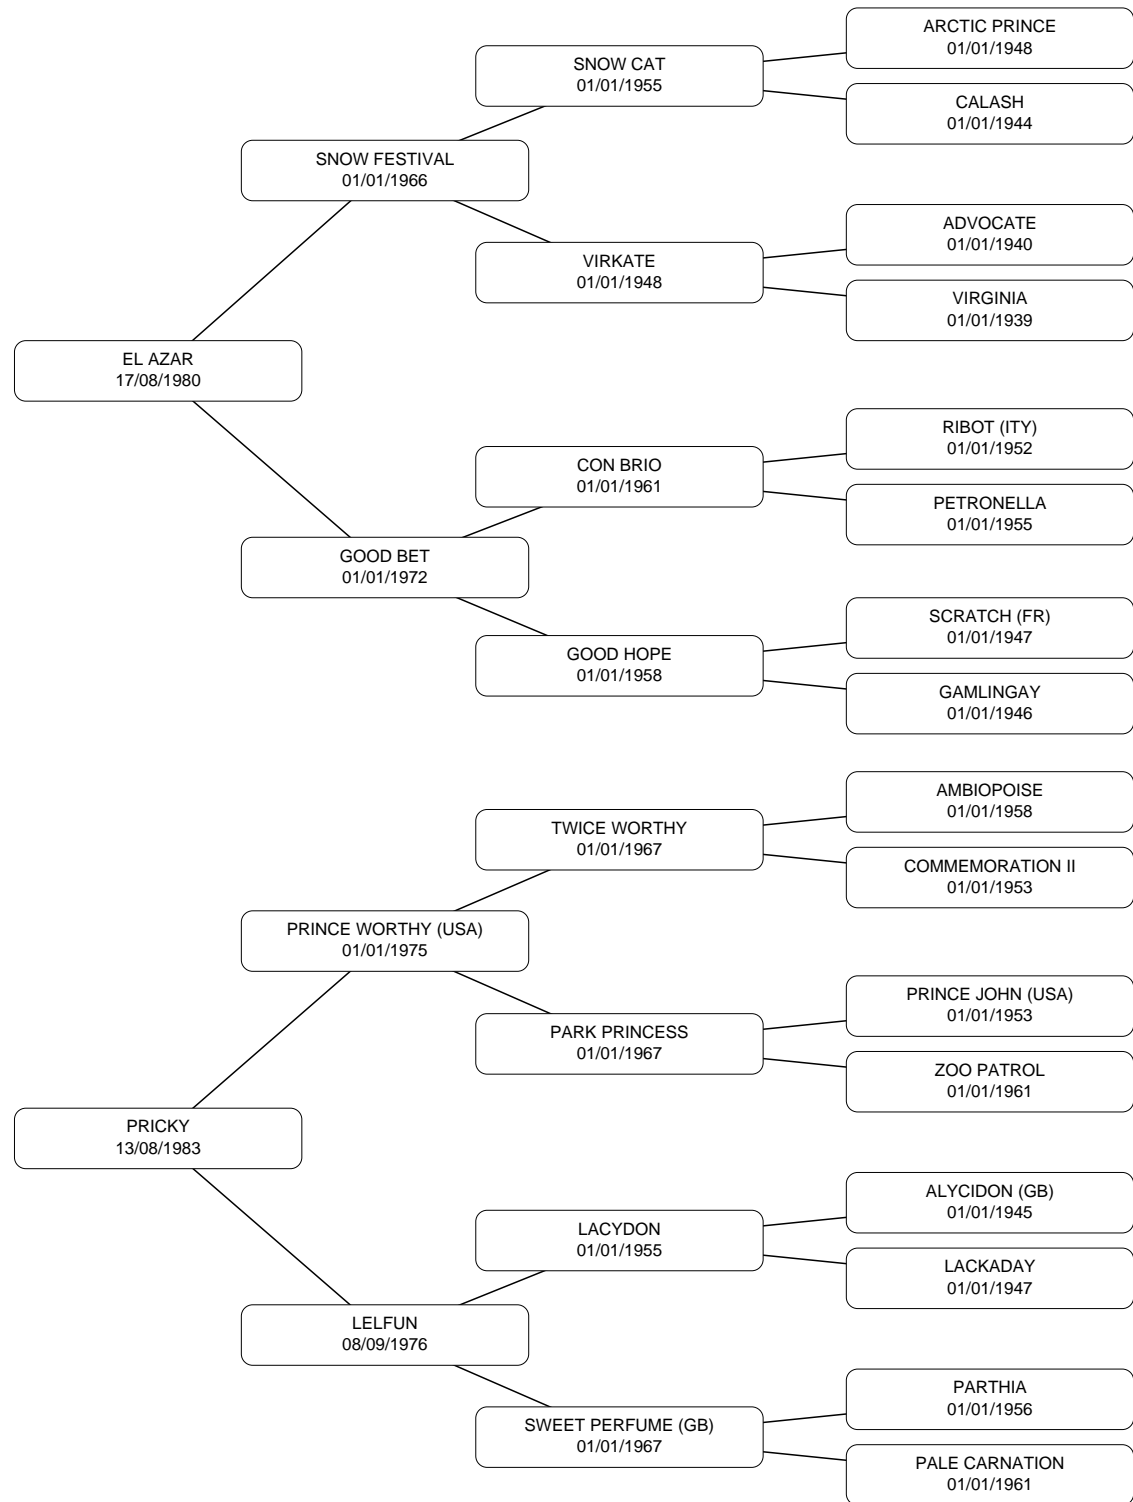 ARCTIC PRINCE
01/01/1948
SNOW CAT
01/01/1955
CALASH
01/01/1944
SNOW FESTIVAL
01/01/1966
ADVOCATE
01/01/1940
VIRKATE
01/01/1948
VIRGINIA
01/01/1939
EL AZAR
17/08/1980
RIBOT (ITY)
01/01/1952
CON BRIO
01/01/1961
PETRONELLA
01/01/1955
GOOD BET
01/01/1972
SCRATCH (FR)
01/01/1947
GOOD HOPE
01/01/1958
GAMLINGAY
01/01/1946
AMBIOPOISE
01/01/1958
TWICE WORTHY
01/01/1967
COMMEMORATION II
01/01/1953
PRINCE WORTHY (USA)
01/01/1975
PRINCE JOHN (USA)
01/01/1953
PARK PRINCESS
01/01/1967
ZOO PATROL
01/01/1961
PRICKY
13/08/1983
ALYCIDON (GB)
01/01/1945
LACYDON
01/01/1955
LACKADAY
01/01/1947
LELFUN
08/09/1976
PARTHIA
01/01/1956
SWEET PERFUME (GB)
01/01/1967
PALE CARNATION
01/01/1961